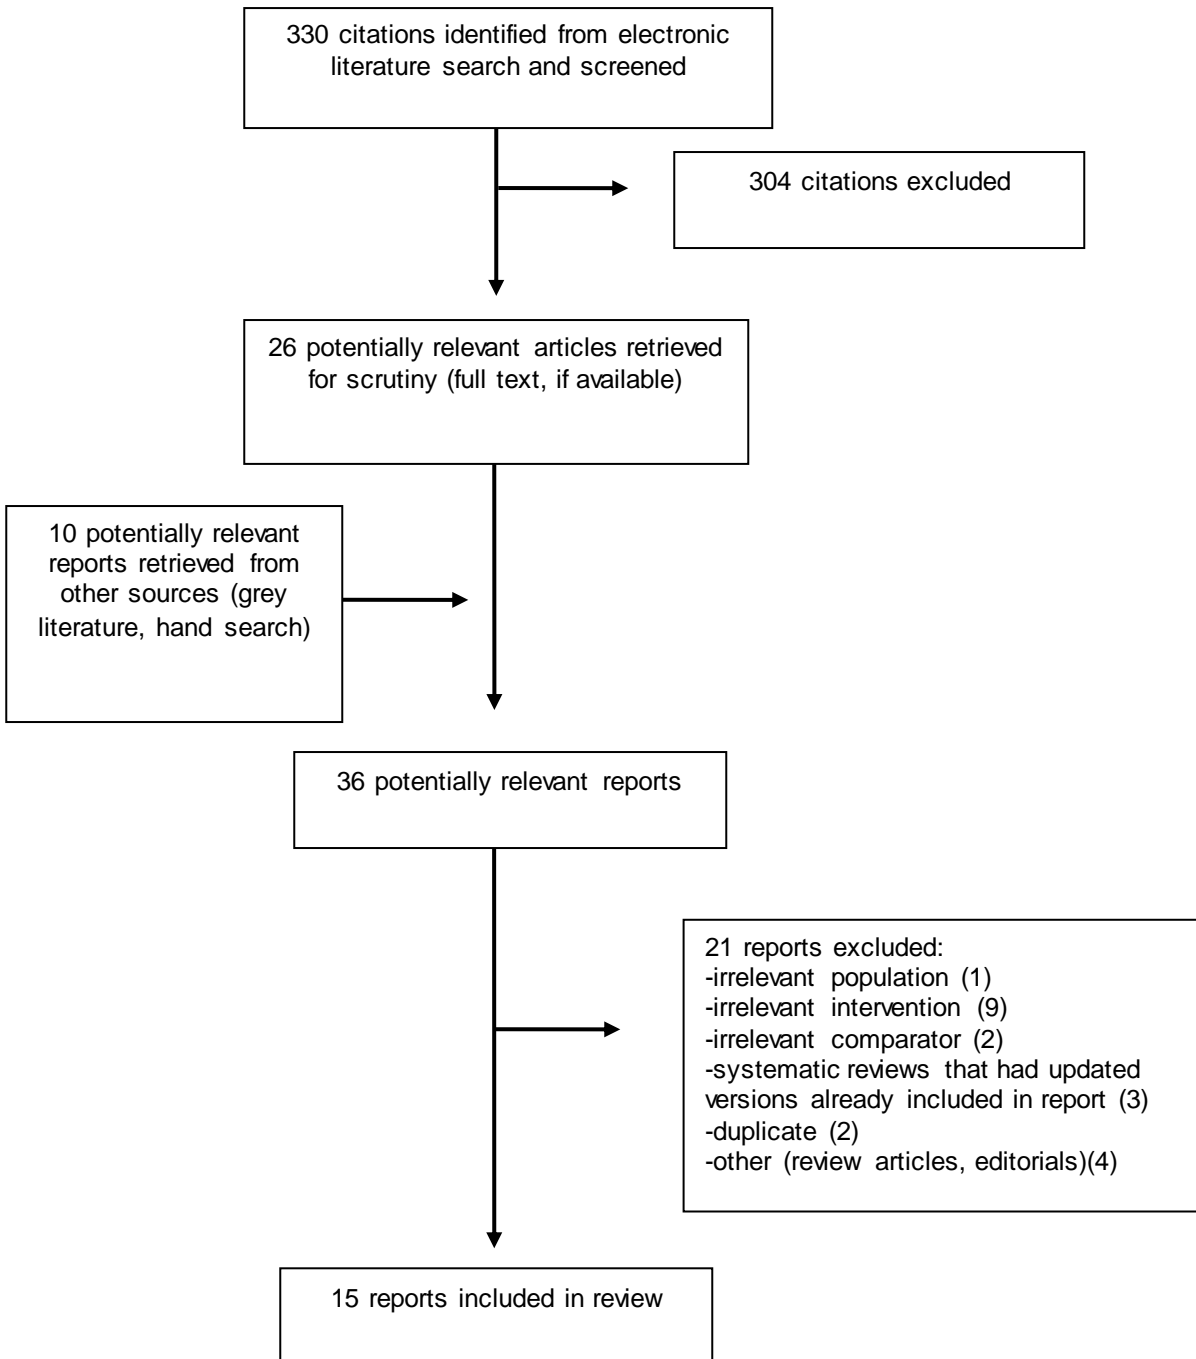 330 citations identified from electronic
literature search and screened
304 citations excluded
26 potentially relevant articles retrieved
for scrutiny (full text, if available)
10 potentially relevant
reports retrieved from
other sources (grey
literature, hand search)
36 potentially relevant reports
21 reports excluded:
-irrelevant population (1)
-irrelevant intervention (9)
-irrelevant comparator (2)
-systematic reviews that had updated
versions already included in report (3)
-duplicate (2)
-other (review articles, editorials)(4)
15 reports included in review